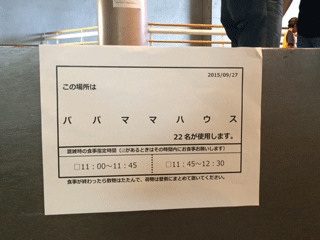 2015/09/27
この場所は
パパママハウス
22名が使用します。
混雑時の食事指定時間（☑があるときはその時間内にお食事お願いします）
□11：00～11：45
□11：45～12：30
食事が終わったら敷物はたたんで、荷物は壁側にまとめて置いてください。